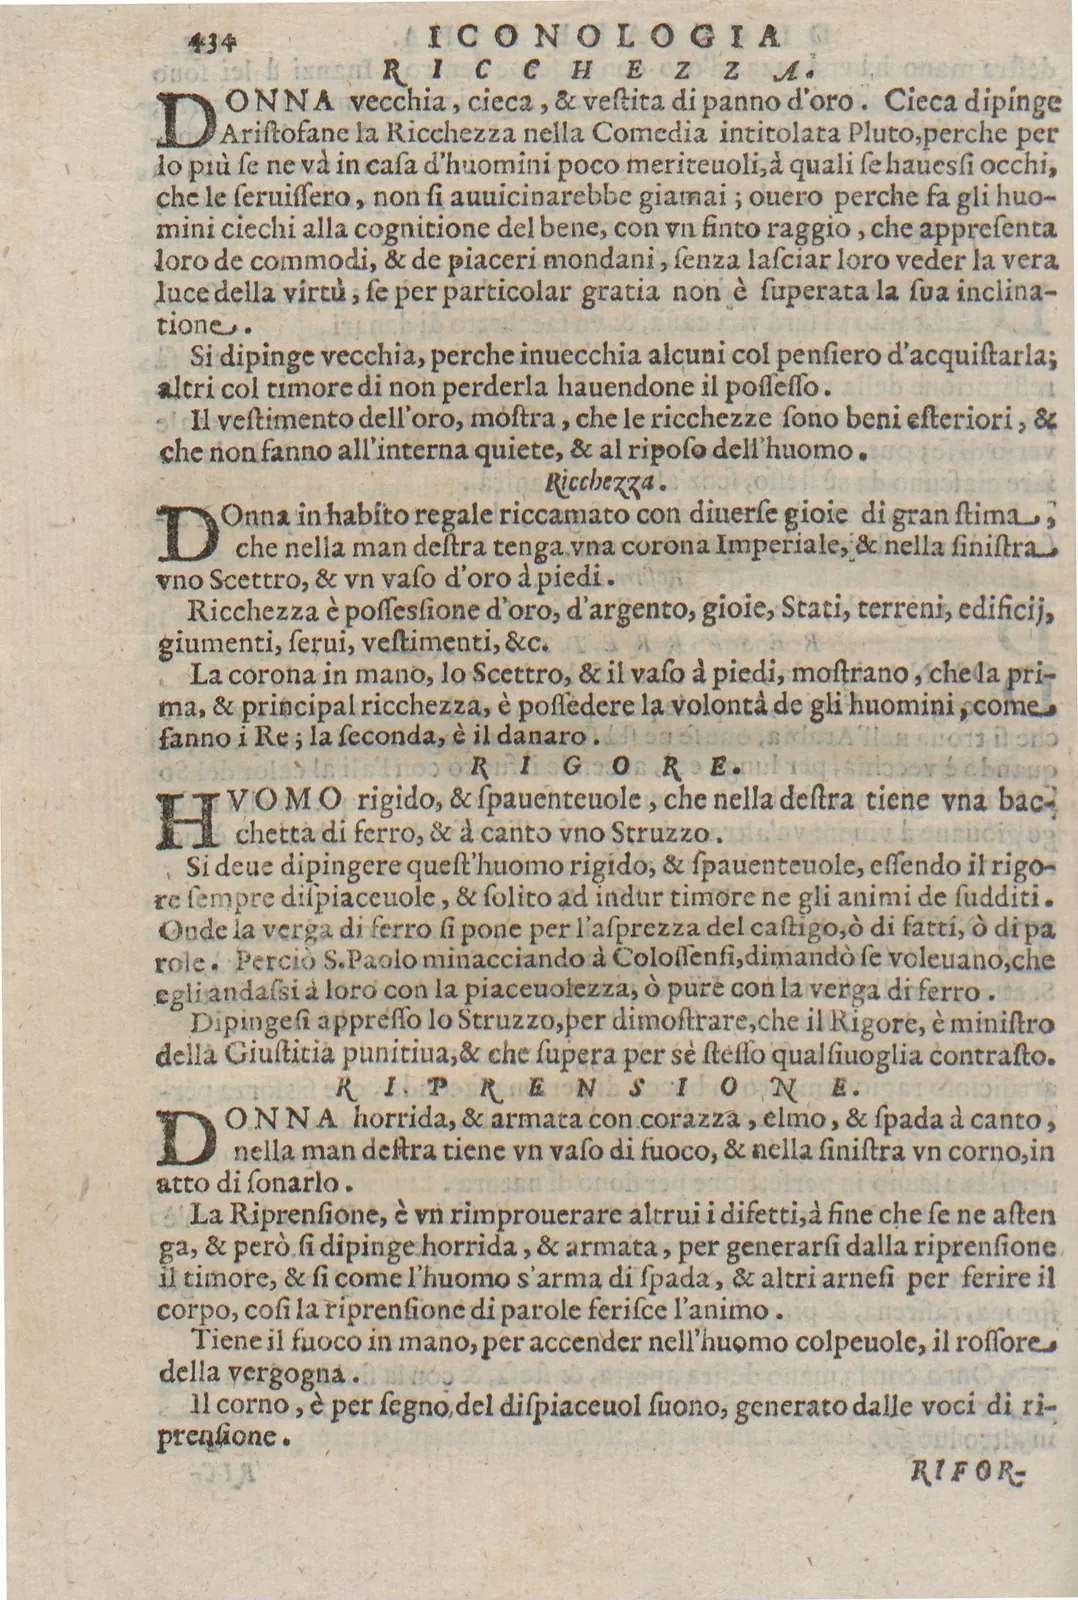 434 ICONOLOGIA
RICCHEZZA.
DONNA vecchia, cieca, & veſtita di panno d'oro. Cieca dipinge
Ariſtofane la Ricchezza nella Comedia intitolata Pluto, perche per
lo più ſe ne và in caſa d'huomini poco meriteuoli, à quali ſe haueſſi occhi,
che le ſeruiſſero, non ſi auuicinarebbe giamai; ouero perche fa gli huo-
mini ciechi alla cognitione del bene, con vn finto raggio, che appreſenta
loro de commodi, & de piaceri mondani, ſenza laſciar loro veder la vera
luce della virtù, ſe per particolar gratia non è ſuperata la ſua inclina-
tione.
Si dipinge vecchia, perche inuecchia alcuni col penſiero d'acquiſtarla;
altri col timore di non perderla hauendone il poſſeſſo.
Il veſtimento dell'oro, moſtra, che le ricchezze ſono beni eſteriori, &
che non fanno all'interna quiete, & al ripoſo dell'huomo.
Ricchezza.
DOnna in habito regale riccamato con diuerſe gioie di gran ſtima,
che nella man deſtra tenga vna corona Imperiale, & nella ſiniſtra
vno Scettro, & vn vaſo d'oro à piedi.
Ricchezza è poſſeſſione d'oro, d'argento, gioie, Stati, terreni, edificij,
giumenti, ſerui, veſtimenti, &c.
La corona in mano, lo Scettro, & il vaſo à piedi, moſtrano, che la pri-
ma, & principal ricchezza, è poſſedere la volontà de gli huomini, come
fanno i Re; la ſeconda, è il danaro.
RIGORE.
HVOMO rigido, & ſpauenteuole, che nella deſtra tiene vna bac-
chetta di ferro, & à canto vno Struzzo.
Si deue dipingere queſt'huomo rigido, & ſpauenteuole, eſſendo il rigo-
re ſempre diſpiaceuole, & ſolito ad indur timore ne gli animi de ſudditi.
Onde la verga di ferro ſi pone per l'aſprezza del caſtigo, ò di fatti, ò di pa
role. Perciò S. Paolo minacciando à Coloſſenſi, dimandò ſe voleuano, che
egli andaſſi à loro con la piaceuolezza, ò pure con la verga di ferro.
Dipingeſi appreſſo lo Struzzo, per dimoſtrare, che il Rigore, è miniſtro
della Giuſtitia punitiua, & che ſupera per sè ſteſſo qualſiuoglia contraſto.
RIPRENSIONE.
DONNA horrida, & armata con corazza, elmo, & ſpada à canto,
nella man deſtra tiene vn vaſo di fuoco, & nella ſiniſtra vn corno, in
atto di ſonarlo.
La Riprenſione, è vn rimprouerare altrui i difetti, à fine che ſe ne aſten
ga, & però ſi dipinge horrida, & armata, per generarſi dalla riprenſione
il timore, & ſi come l'huomo s'arma di ſpada, & altri arneſi per ferire il
corpo, coſi la riprenſione di parole feriſce l'animo.
Tiene il fuoco in mano, per accender nell'huomo colpeuole, il roſſore
della vergogna.
Il corno, è per ſegno del diſpiaceuol ſuono, generato dalle voci di ri-
prenſione.
RIFOR-